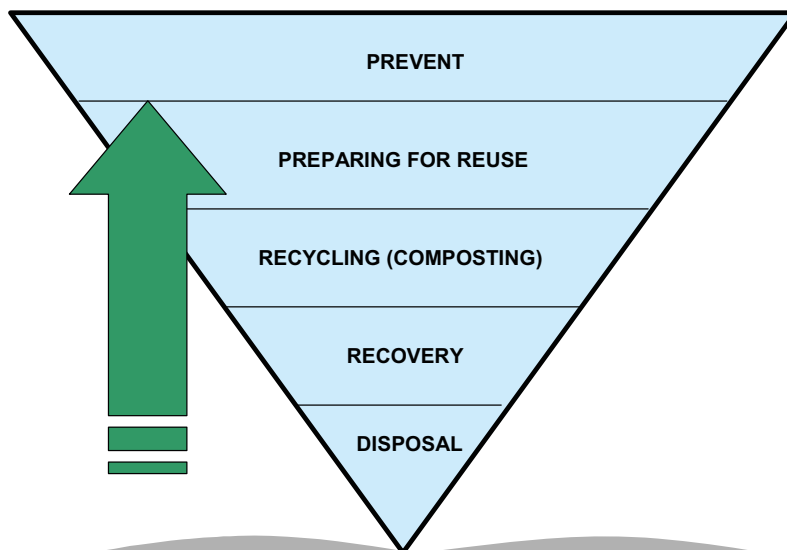 PREVENT
PREPARING FOR REUSE
RECYCLING (COMPOSTING)
RECOVERY
DISPOSAL